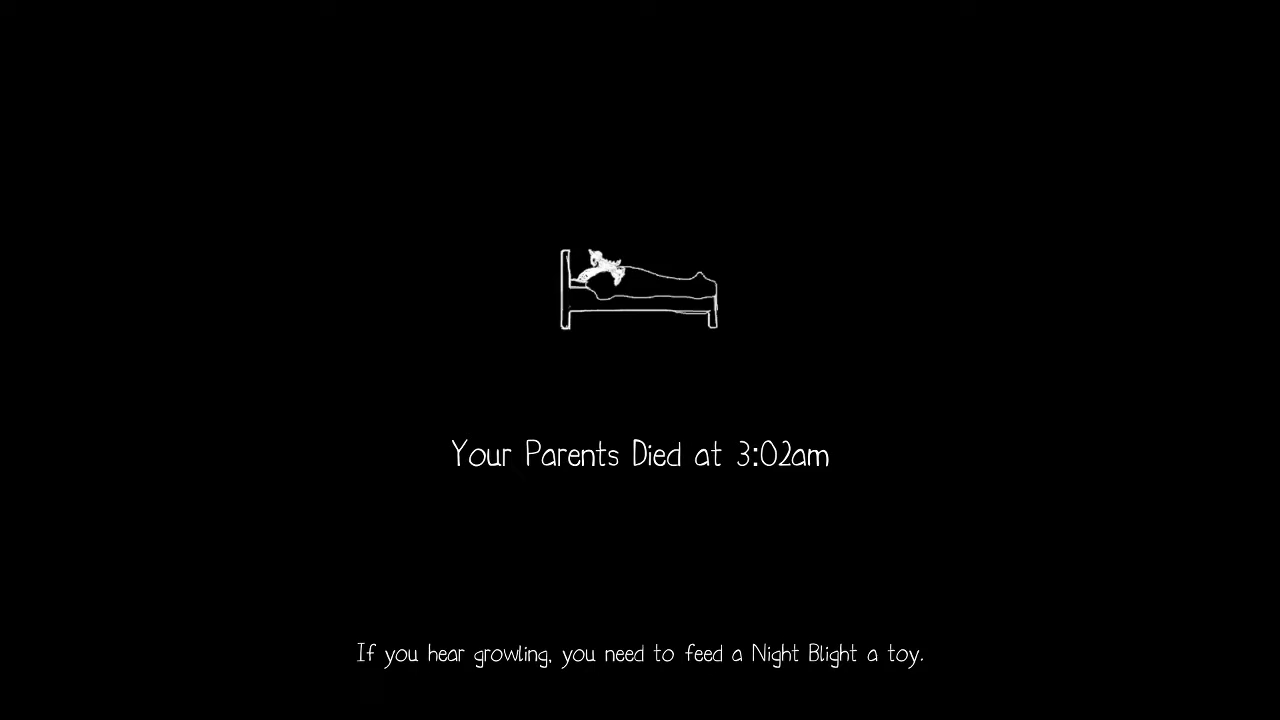 Your Parents Died at 3:02am
If you hear growling, you need to feed a Night Blight a toy.